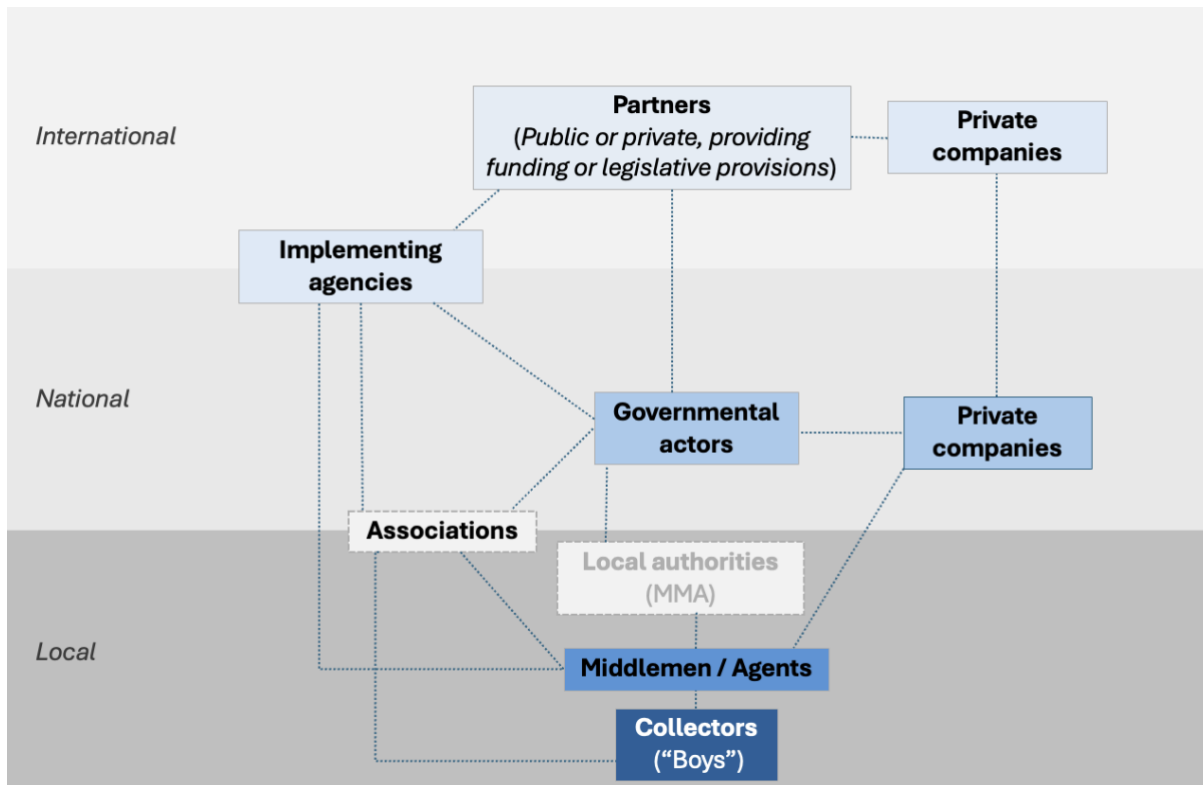 Partners
(Public or private, providing
funding or legislative provisions)
Private
companies
International
Implementing
agencies
National
Governmental
actors
Private
companies
Associations
Local authorities
(MMA)
Local
Middlemen / Agents
Collectors
(“Boys”)